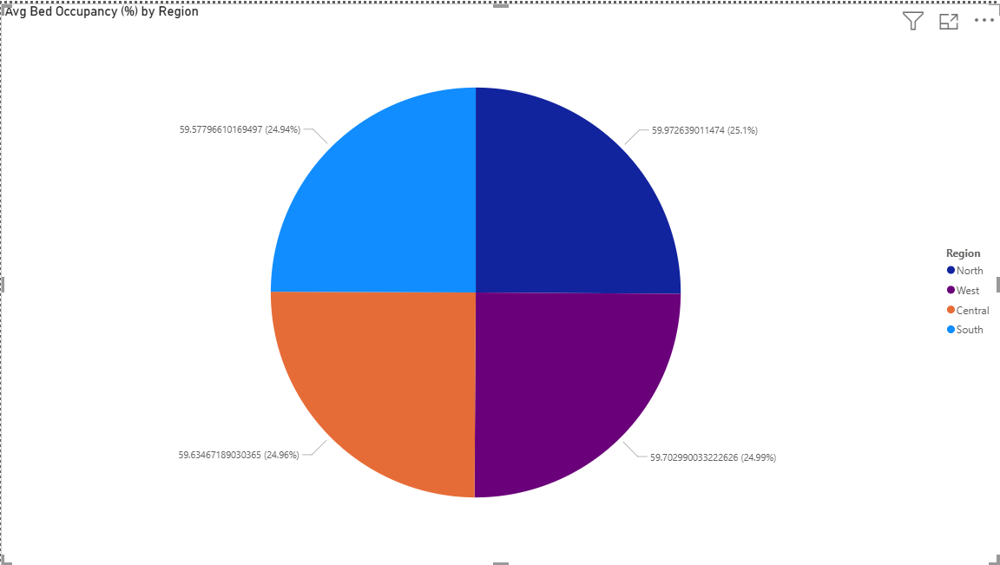 Avg Bed Occupancy (%) by Region
59.57796610169497 (24.94%)
59.972639011474 (25.1%)
Region
North
West
Central
South
59.63467189030365 (24.96%)
59.702990033222626 (24.99%)